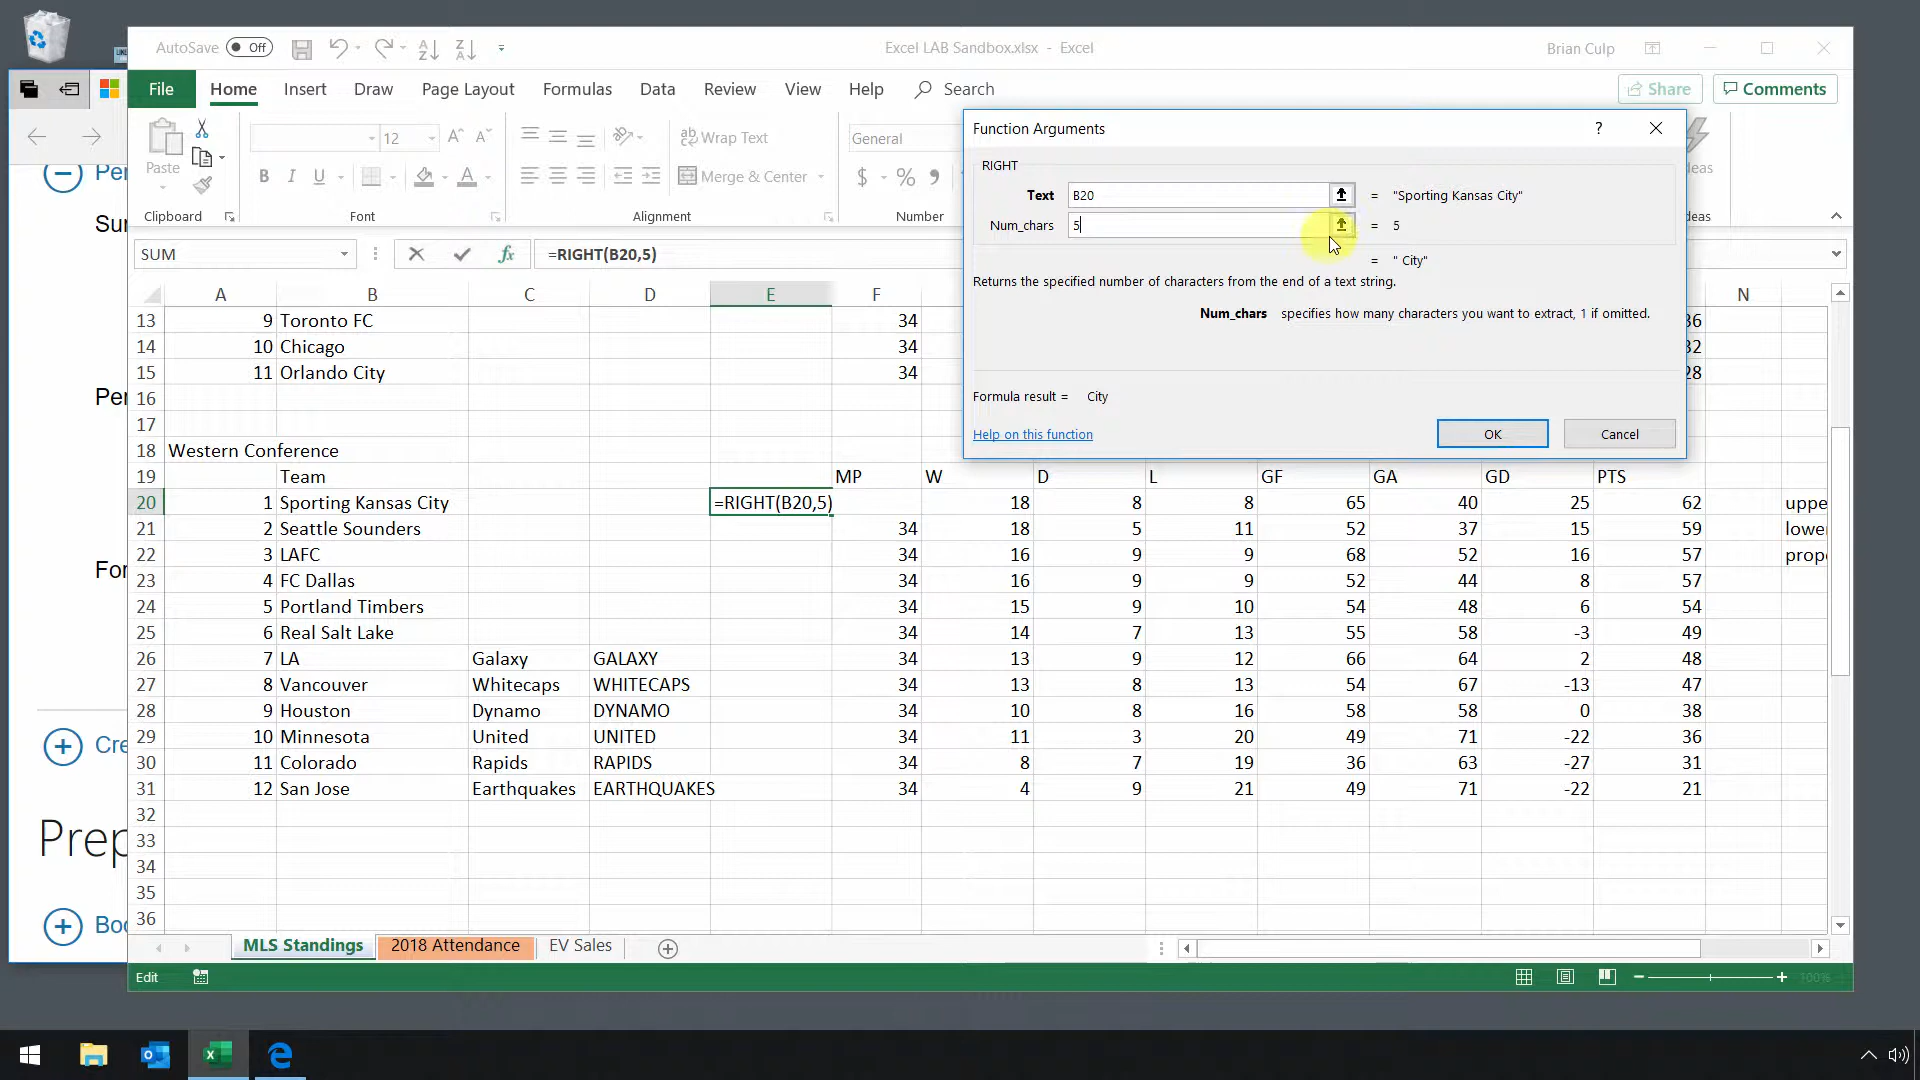 AutoSave Off
Excel LAB Sandbox.xlsx - Excel
Brian Culp
File Home Insert Draw Page Layout Formulas Data Review View Help Search
Share Comments
Paste
12
Wrap Text
Merge & Center
General
Clipboard Font Alignment Number
Function Arguments
RIGHT
Text B20 = "Sporting Kansas City"
Num_chars 5 = 5
= " City"
Returns the specified number of characters from the end of a text string.
Num_chars specifies how many characters you want to extract, 1 if omitted.
Formula result = City
Help on this function
OK Cancel
SUM =RIGHT(B20,5)
A B C D E F N
13 9 Toronto FC 34 36
14 10 Chicago 34 32
15 11 Orlando City 34 28
16
17
18 Western Conference
19 Team MP W D L GF GA GD PTS
20 1 Sporting Kansas City =RIGHT(B20,5) 18 8 8 65 40 25 62 uppe
21 2 Seattle Sounders 34 18 5 11 52 37 15 59 lowe
22 3 LAFC 34 16 9 9 68 52 16 57 prope
23 4 FC Dallas 34 16 9 9 52 44 8 57
24 5 Portland Timbers 34 15 9 10 54 48 6 54
25 6 Real Salt Lake 34 14 7 13 55 58 -3 49
26 7 LA Galaxy GALAXY 34 13 9 12 66 64 2 48
27 8 Vancouver Whitecaps WHITECAPS 34 13 8 13 54 67 -13 47
28 9 Houston Dynamo DYNAMO 34 10 8 16 58 58 0 38
29 10 Minnesota United UNITED 34 11 3 20 49 71 -22 36
30 11 Colorado Rapids RAPIDS 34 8 7 19 36 63 -27 31
31 12 San Jose Earthquakes EARTHQUAKES 34 4 9 21 49 71 -22 21
32
33
34
35
36
MLS Standings 2018 Attendance EV Sales
Edit
100%
Per
Sur
Per
For
Cre
Prep
Boo